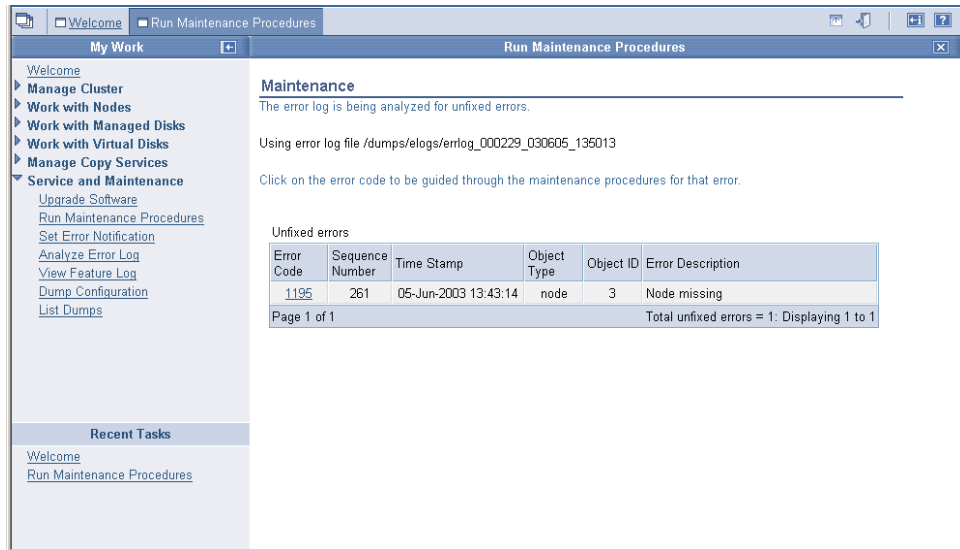 Welcome
Run Maintenance Procedures
My Work
Run Maintenance Procedures
Welcome
Manage Cluster
Work with Nodes
Work with Managed Disks
Work with Virtual Disks
Manage Copy Services
Service and Maintenance
Upgrade Software
Run Maintenance Procedures
Set Error Notification
Analyze Error Log
View Feature Log
Dump Configuration
List Dumps
Recent Tasks
Welcome
Run Maintenance Procedures
Maintenance
The error log is being analyzed for unfixed errors.
Using error log file /dumps/elogs/errlog_000229_030605_135013
Click on the error code to be guided through the maintenance procedures for that error.
Unfixed errors
Error Code Sequence Number Time Stamp Object Type Object ID Error Description
1195 261 05-Jun-2003 13:43:14 node 3 Node missing
Page 1 of 1 Total unfixed errors = 1: Displaying 1 to 1